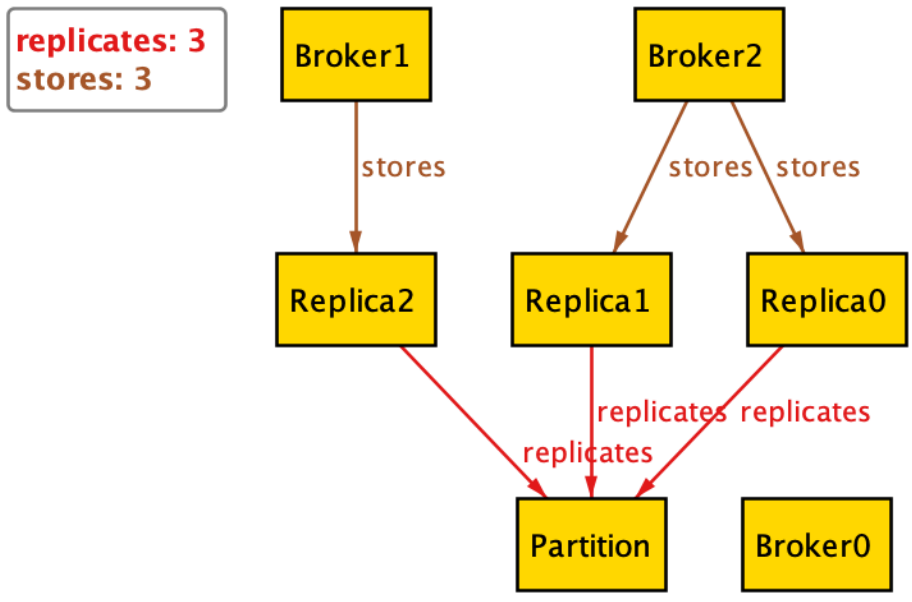 replicates: 3
stores: 3
Broker1
Broker2
stores
stores
stores
Replica2
Replica1
Replica0
replicates
replicates
replicates
Partition
Broker0